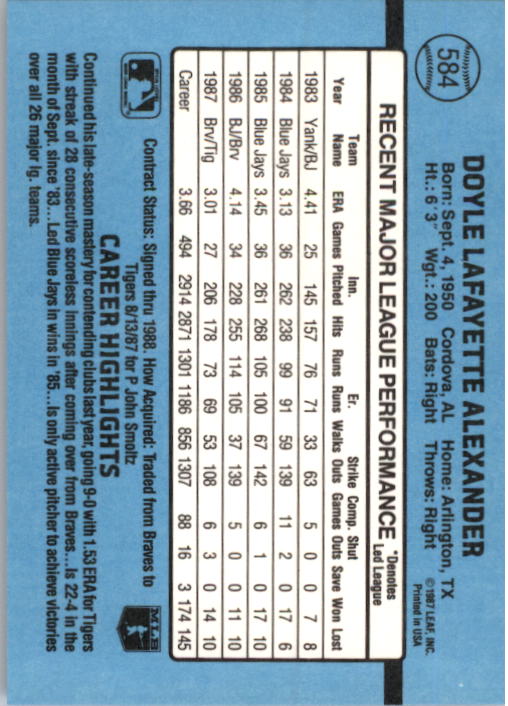 584
DOYLE LAFAYETTE ALEXANDER
Born: Sept. 4, 1950 Cordova, AL Home: Arlington, TX
Ht.: 6'3" Wgt.: 200 Bats: Right Throws: Right
©1987 LEAF, INC.
Printed in USA
RECENT MAJOR LEAGUE PERFORMANCE
*Denotes
Led League
Team Inn. Er. Strike Comp. Shut
Year Name ERA Games Pitched Hits Runs Runs Walks Outs Games Outs Save Won Lost
1983 Yank/BJ 4.41 25 145 157 76 71 33 63 5 0 0 7 8
1984 Blue Jays 3.13 36 262 238 99 91 59 139 11 2 0 17 6
1985 Blue Jays 3.45 36 261 268 105 100 67 142 6 1 0 17 10
1986 BJ/Brv 4.14 34 228 255 114 105 37 139 5 0 0 11 10
1987 Brv/Tig 3.01 27 206 178 73 69 53 108 6 3 0 14 10
Career 3.66 494 2914 2871 1301 1186 856 1307 88 16 3 174 145
Contract Status: Signed thru 1988. How Acquired: Traded from Braves to
Tigers 8/13/87 for P John Smoltz
MLB
CAREER HIGHLIGHTS
Continued his late-season mastery for contending clubs last year, going 9-0 with 1.53 ERA for Tigers
with streak of 28 consecutive scoreless innings after coming over from Braves...Is 22-4 in the
month of Sept. since '83...Led Blue Jays in wins in '85...Is only active pitcher to achieve victories
over all 26 major lg. teams.